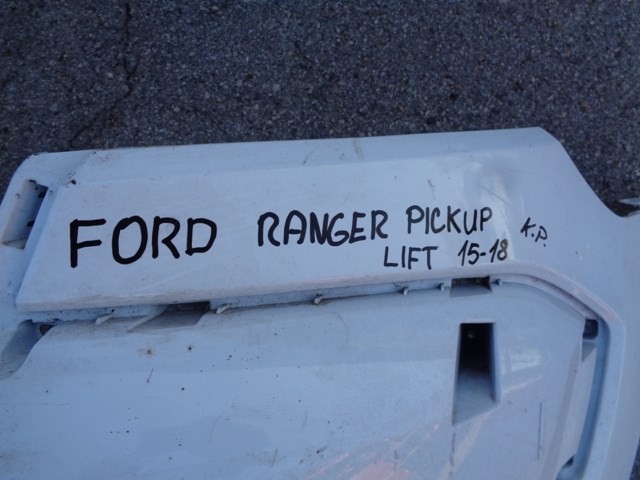 FORD RANGER PICKUP K.P.
LIFT 15-18